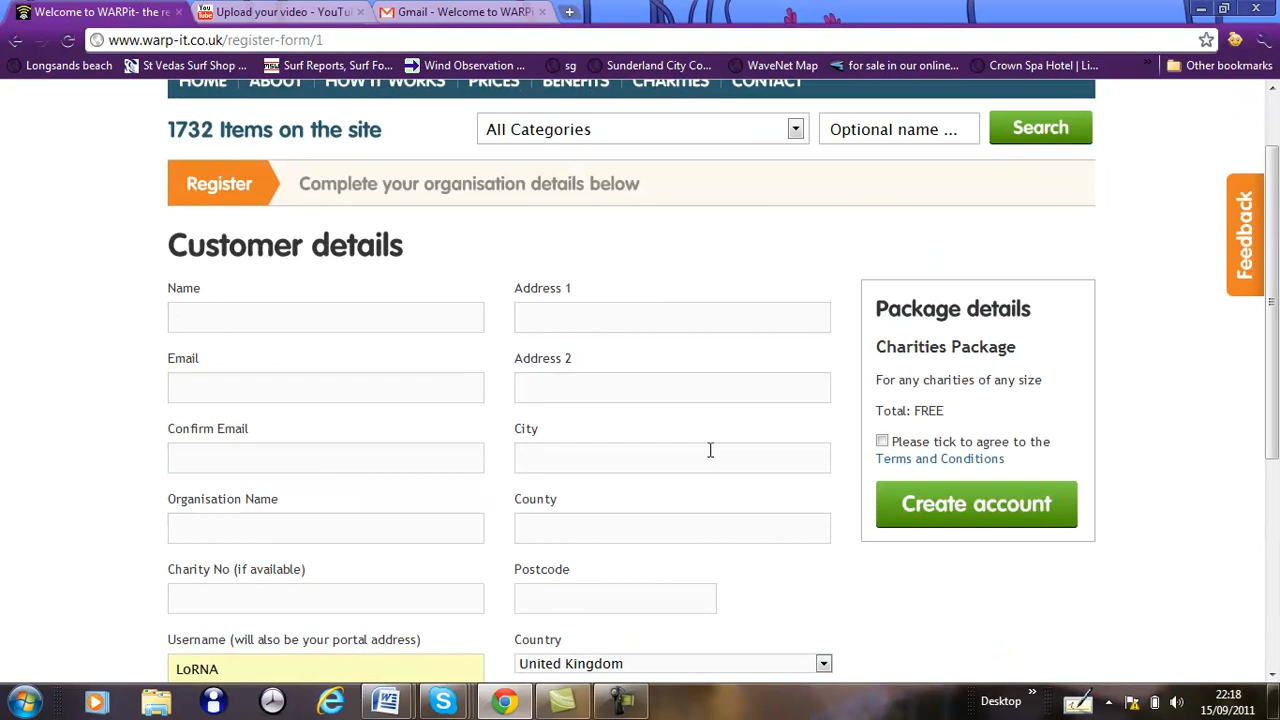 Welcome to WARPit- the re
Upload your video - YouTu
Gmail - Welcome to WARPi
www.warp-it.co.uk/register-form/1
Longsands beach
St Vedas Surf Shop ...
Surf Reports, Surf Fo...
Wind Observation ...
sg
Sunderland City Co...
WaveNet Map
for sale in our online...
Crown Spa Hotel | Li...
Other bookmarks
HOME ABOUT HOW IT WORKS PRICES BENEFITS CHARITIES CONTACT
1732 Items on the site
All Categories
Optional name ...
Search
Register
Complete your organisation details below
Feedback
Customer details
Name
Address 1
Email
Address 2
Confirm Email
City
Organisation Name
County
Charity No (if available)
Postcode
Username (will also be your portal address)
LoRNA
Country
United Kingdom
Package details
Charities Package
For any charities of any size
Total: FREE
Please tick to agree to the
Terms and Conditions
Create account
Desktop
22:18
15/09/2011